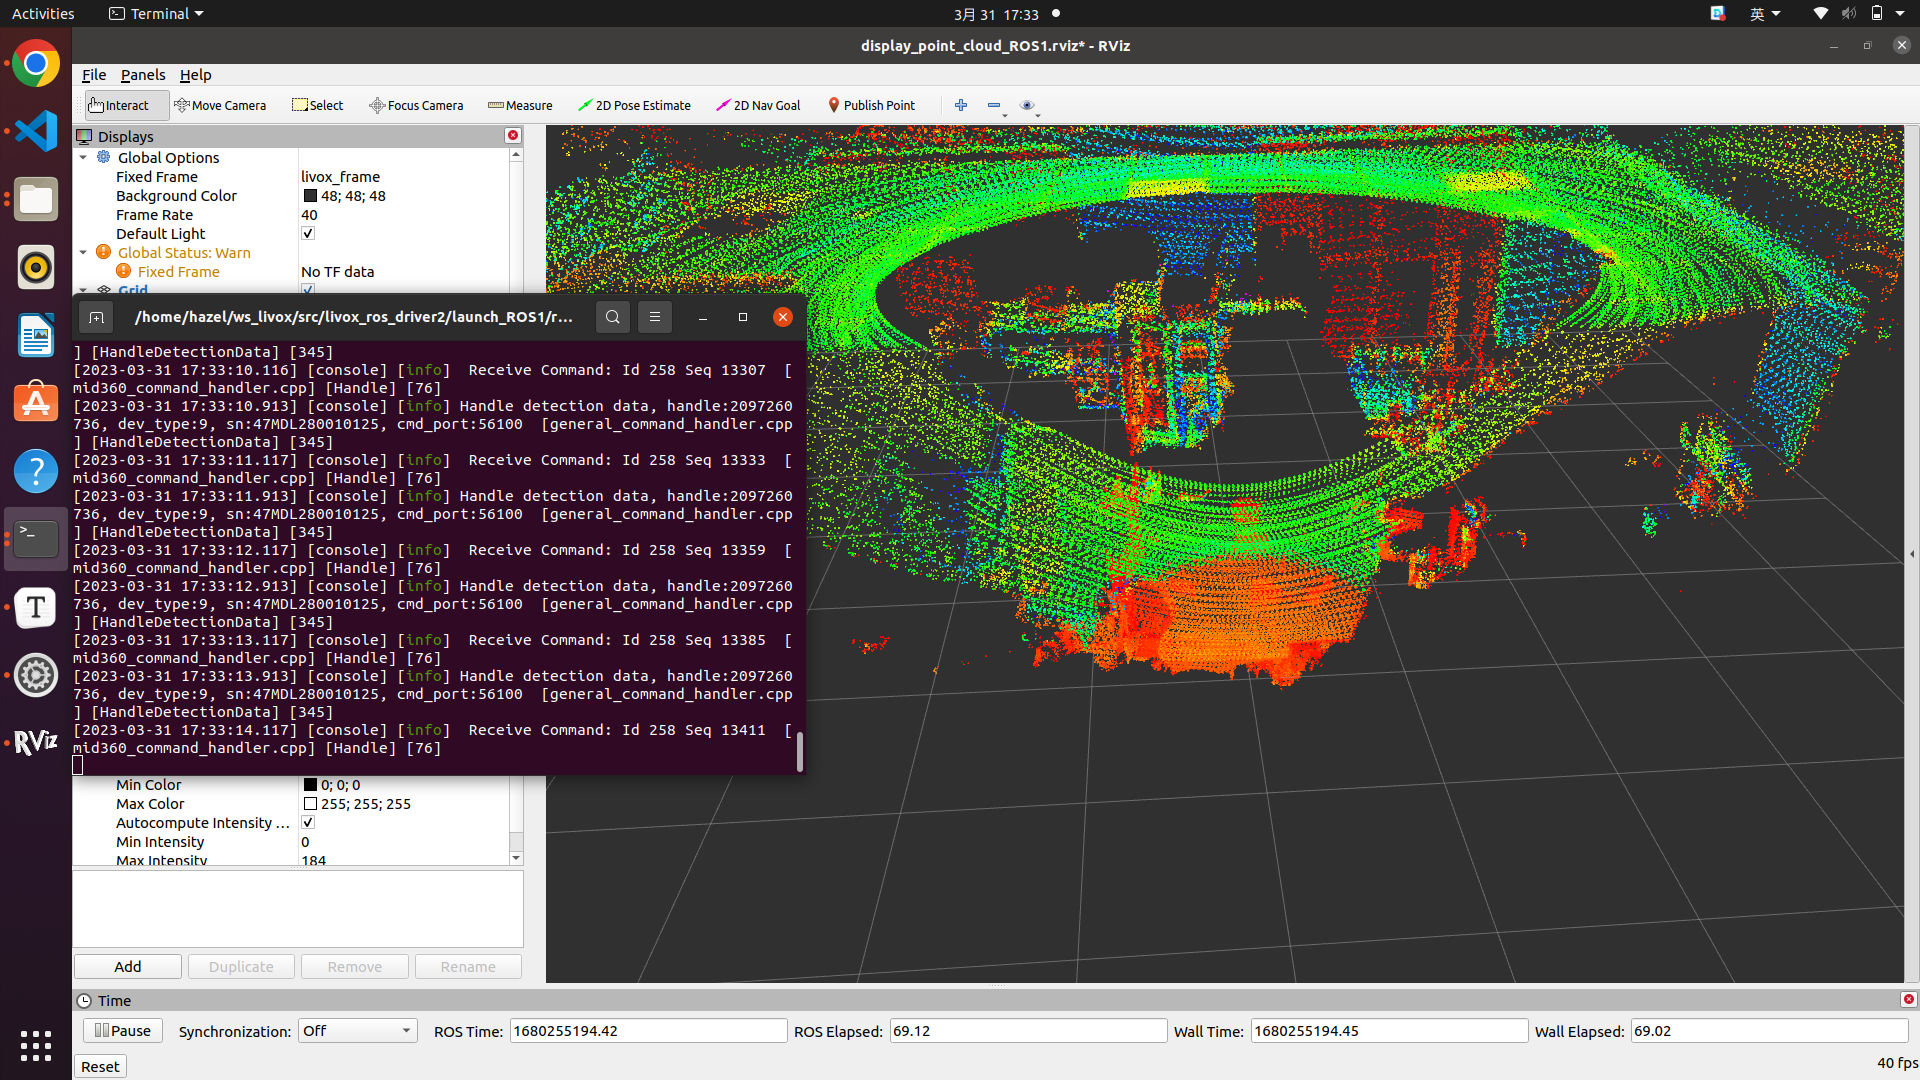 Activities
Terminal
3月 31 17:33
英
display_point_cloud_ROS1.rviz* - RViz
File Panels Help
Interact Move Camera Select Focus Camera Measure 2D Pose Estimate 2D Nav Goal Publish Point
Displays
Global Options
Fixed Frame livox_frame
Background Color 48; 48; 48
Frame Rate 40
Default Light
Global Status: Warn
Fixed Frame No TF data
Grid
/home/hazel/ws_livox/src/livox_ros_driver2/launch_ROS1/r...
] [HandleDetectionData] [345]
[2023-03-31 17:33:10.116] [console] [info]  Receive Command: Id 258 Seq 13307  [
mid360_command_handler.cpp] [Handle] [76]
[2023-03-31 17:33:10.913] [console] [info] Handle detection data, handle:2097260
736, dev_type:9, sn:47MDL280010125, cmd_port:56100  [general_command_handler.cpp
] [HandleDetectionData] [345]
[2023-03-31 17:33:11.117] [console] [info]  Receive Command: Id 258 Seq 13333  [
mid360_command_handler.cpp] [Handle] [76]
[2023-03-31 17:33:11.913] [console] [info] Handle detection data, handle:2097260
736, dev_type:9, sn:47MDL280010125, cmd_port:56100  [general_command_handler.cpp
] [HandleDetectionData] [345]
[2023-03-31 17:33:12.117] [console] [info]  Receive Command: Id 258 Seq 13359  [
mid360_command_handler.cpp] [Handle] [76]
[2023-03-31 17:33:12.913] [console] [info] Handle detection data, handle:2097260
736, dev_type:9, sn:47MDL280010125, cmd_port:56100  [general_command_handler.cpp
] [HandleDetectionData] [345]
[2023-03-31 17:33:13.117] [console] [info]  Receive Command: Id 258 Seq 13385  [
mid360_command_handler.cpp] [Handle] [76]
[2023-03-31 17:33:13.913] [console] [info] Handle detection data, handle:2097260
736, dev_type:9, sn:47MDL280010125, cmd_port:56100  [general_command_handler.cpp
] [HandleDetectionData] [345]
[2023-03-31 17:33:14.117] [console] [info]  Receive Command: Id 258 Seq 13411  [
mid360_command_handler.cpp] [Handle] [76]
RViz
Min Color 0; 0; 0
Max Color 255; 255; 255
Autocompute Intensity ...
Min Intensity 0
Max Intensity 184
Add Duplicate Remove Rename
Time
Pause Synchronization: Off ROS Time: 1680255194.42 ROS Elapsed: 69.12 Wall Time: 1680255194.45 Wall Elapsed: 69.02
Reset 40 fps